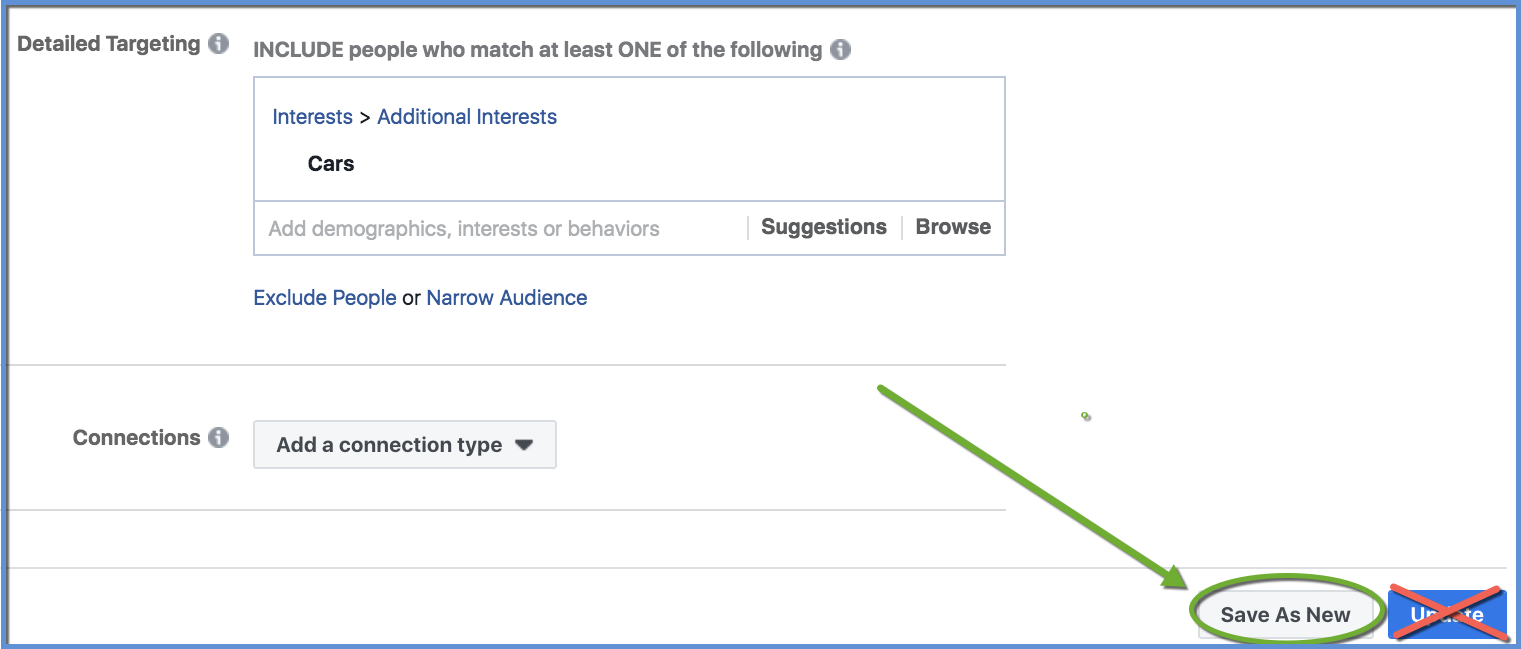 Detailed Targeting
INCLUDE people who match at least ONE of the following
Interests > Additional Interests
Cars
Add demographics, interests or behaviors
Suggestions
Browse
Exclude People or Narrow Audience
Connections
Add a connection type
Save As New
Update